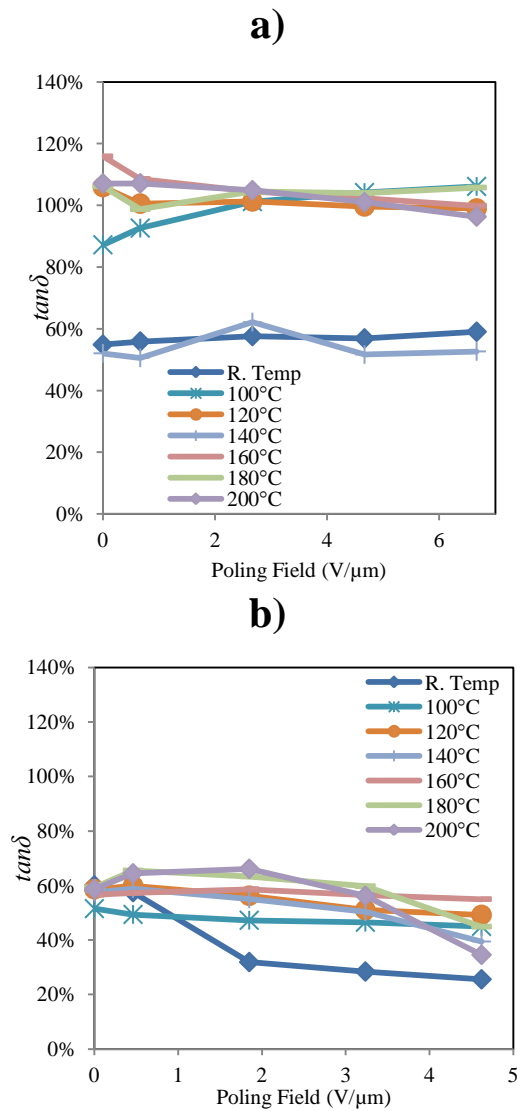 a)
140%
120%
100%
80%
60%
40%
20%
0%
tanδ
R. Temp
100°C
120°C
140°C
160°C
180°C
200°C
0 2 4 6
Poling Field (V/µm)
b)
140%
120%
100%
80%
60%
40%
20%
0%
tanδ
R. Temp
100°C
120°C
140°C
160°C
180°C
200°C
0 1 2 3 4 5
Poling Field (V/µm)